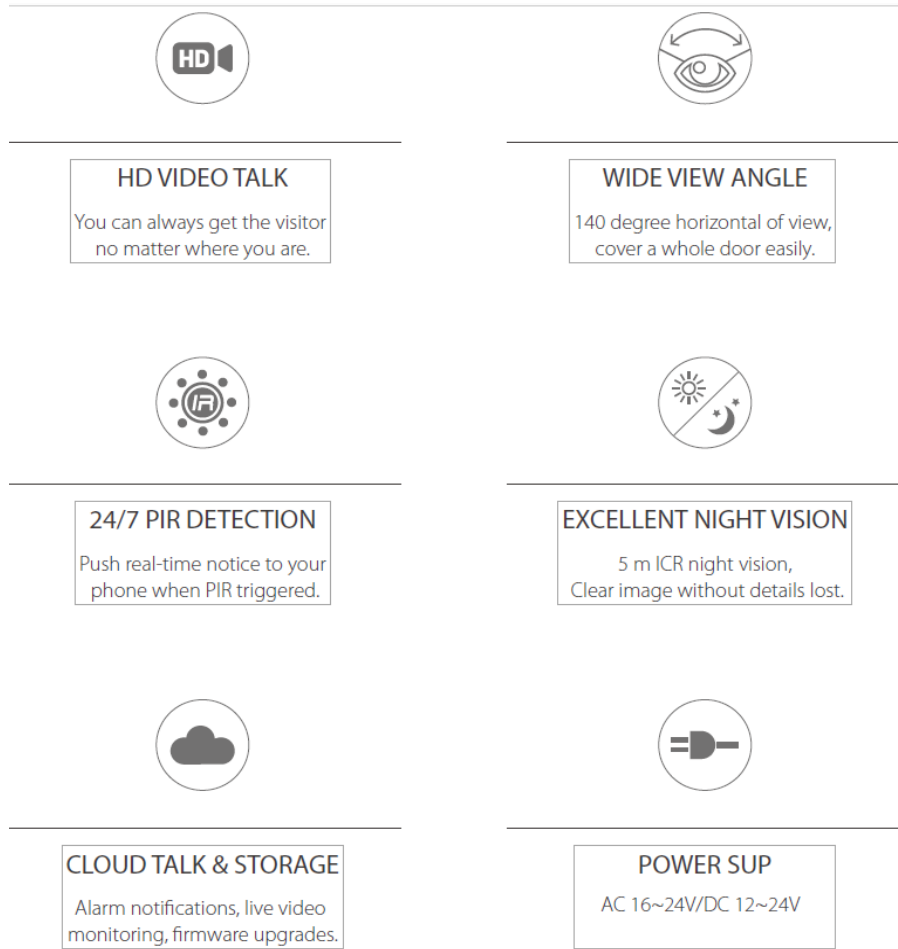 HD
HD VIDEO TALK
You can always get the visitor
no matter where you are.
WIDE VIEW ANGLE
140 degree horizontal of view,
cover a whole door easily.
IR
24/7 PIR DETECTION
Push real-time notice to your
phone when PIR triggered.
EXCELLENT NIGHT VISION
5 m ICR night vision,
Clear image without details lost.
CLOUD TALK & STORAGE
Alarm notifications, live video
monitoring, firmware upgrades.
POWER SUP
AC 16~24V/DC 12~24V